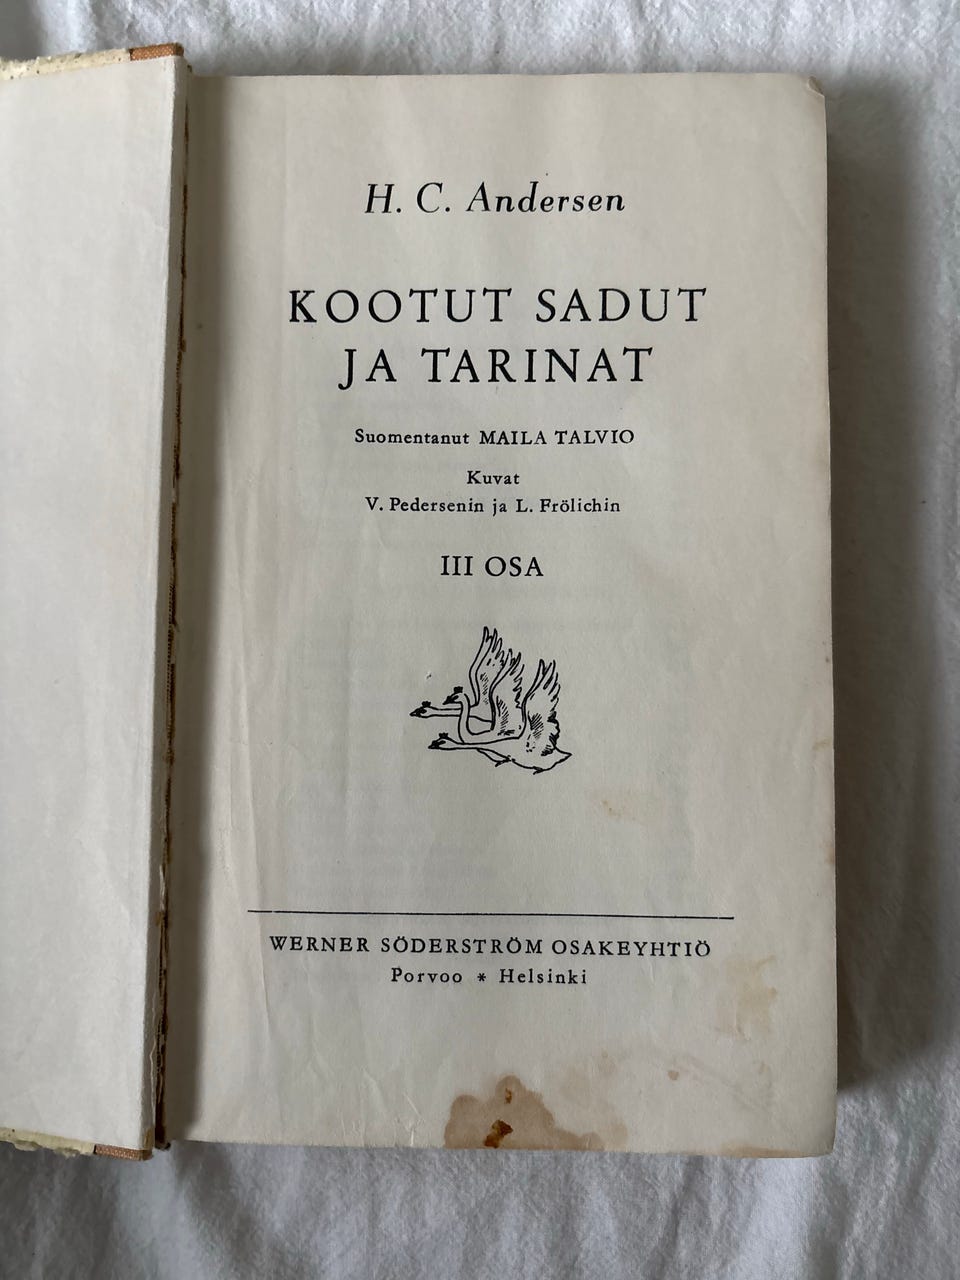 H. C. Andersen
KOOTUT SADUT
JA TARINAT
Suomentanut MAILA TALVIO
Kuvat
V. Pedersenin ja L. Frölichin
III OSA
WERNER SÖDERSTRÖM OSAKEYHTIÖ
Porvoo * Helsinki